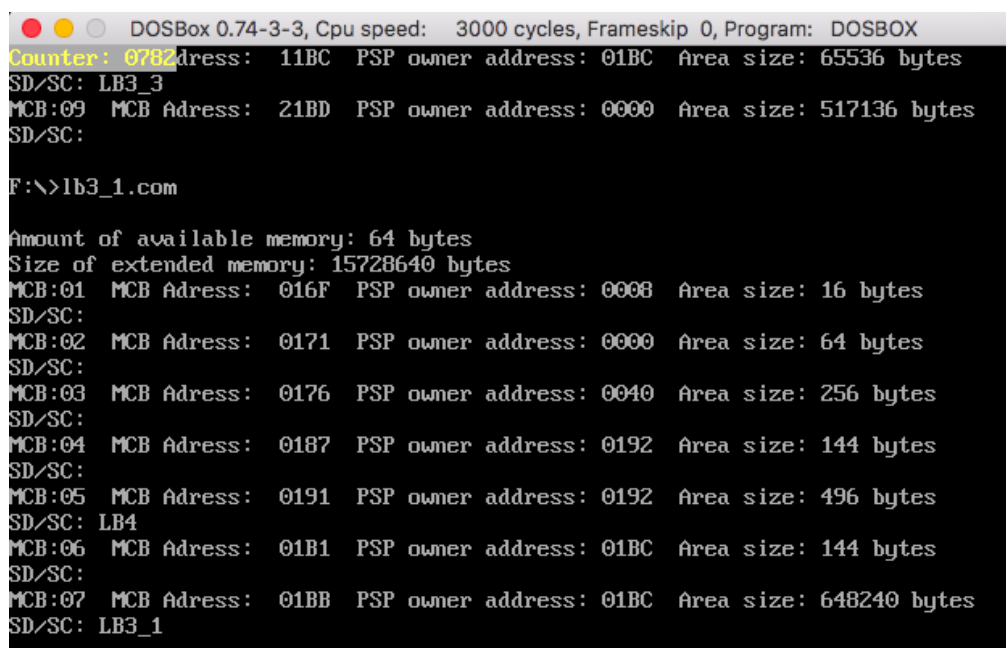 DOSBox 0.74-3-3, Cpu speed: 3000 cycles, Frameskip 0, Program: DOSBOX
Counter: 0782dress: 11BC PSP owner address: 01BC Area size: 65536 bytes
SD/SC: LB3_3
MCB:09 MCB Adress: 21BD PSP owner address: 0000 Area size: 517136 bytes
SD/SC:
F:\>lb3_1.com
Amount of available memory: 64 bytes
Size of extended memory: 15728640 bytes
MCB:01 MCB Adress: 016F PSP owner address: 0008 Area size: 16 bytes
SD/SC:
MCB:02 MCB Adress: 0171 PSP owner address: 0000 Area size: 64 bytes
SD/SC:
MCB:03 MCB Adress: 0176 PSP owner address: 0040 Area size: 256 bytes
SD/SC:
MCB:04 MCB Adress: 0187 PSP owner address: 0192 Area size: 144 bytes
SD/SC:
MCB:05 MCB Adress: 0191 PSP owner address: 0192 Area size: 496 bytes
SD/SC: LB4
MCB:06 MCB Adress: 01B1 PSP owner address: 01BC Area size: 144 bytes
SD/SC:
MCB:07 MCB Adress: 01BB PSP owner address: 01BC Area size: 648240 bytes
SD/SC: LB3_1